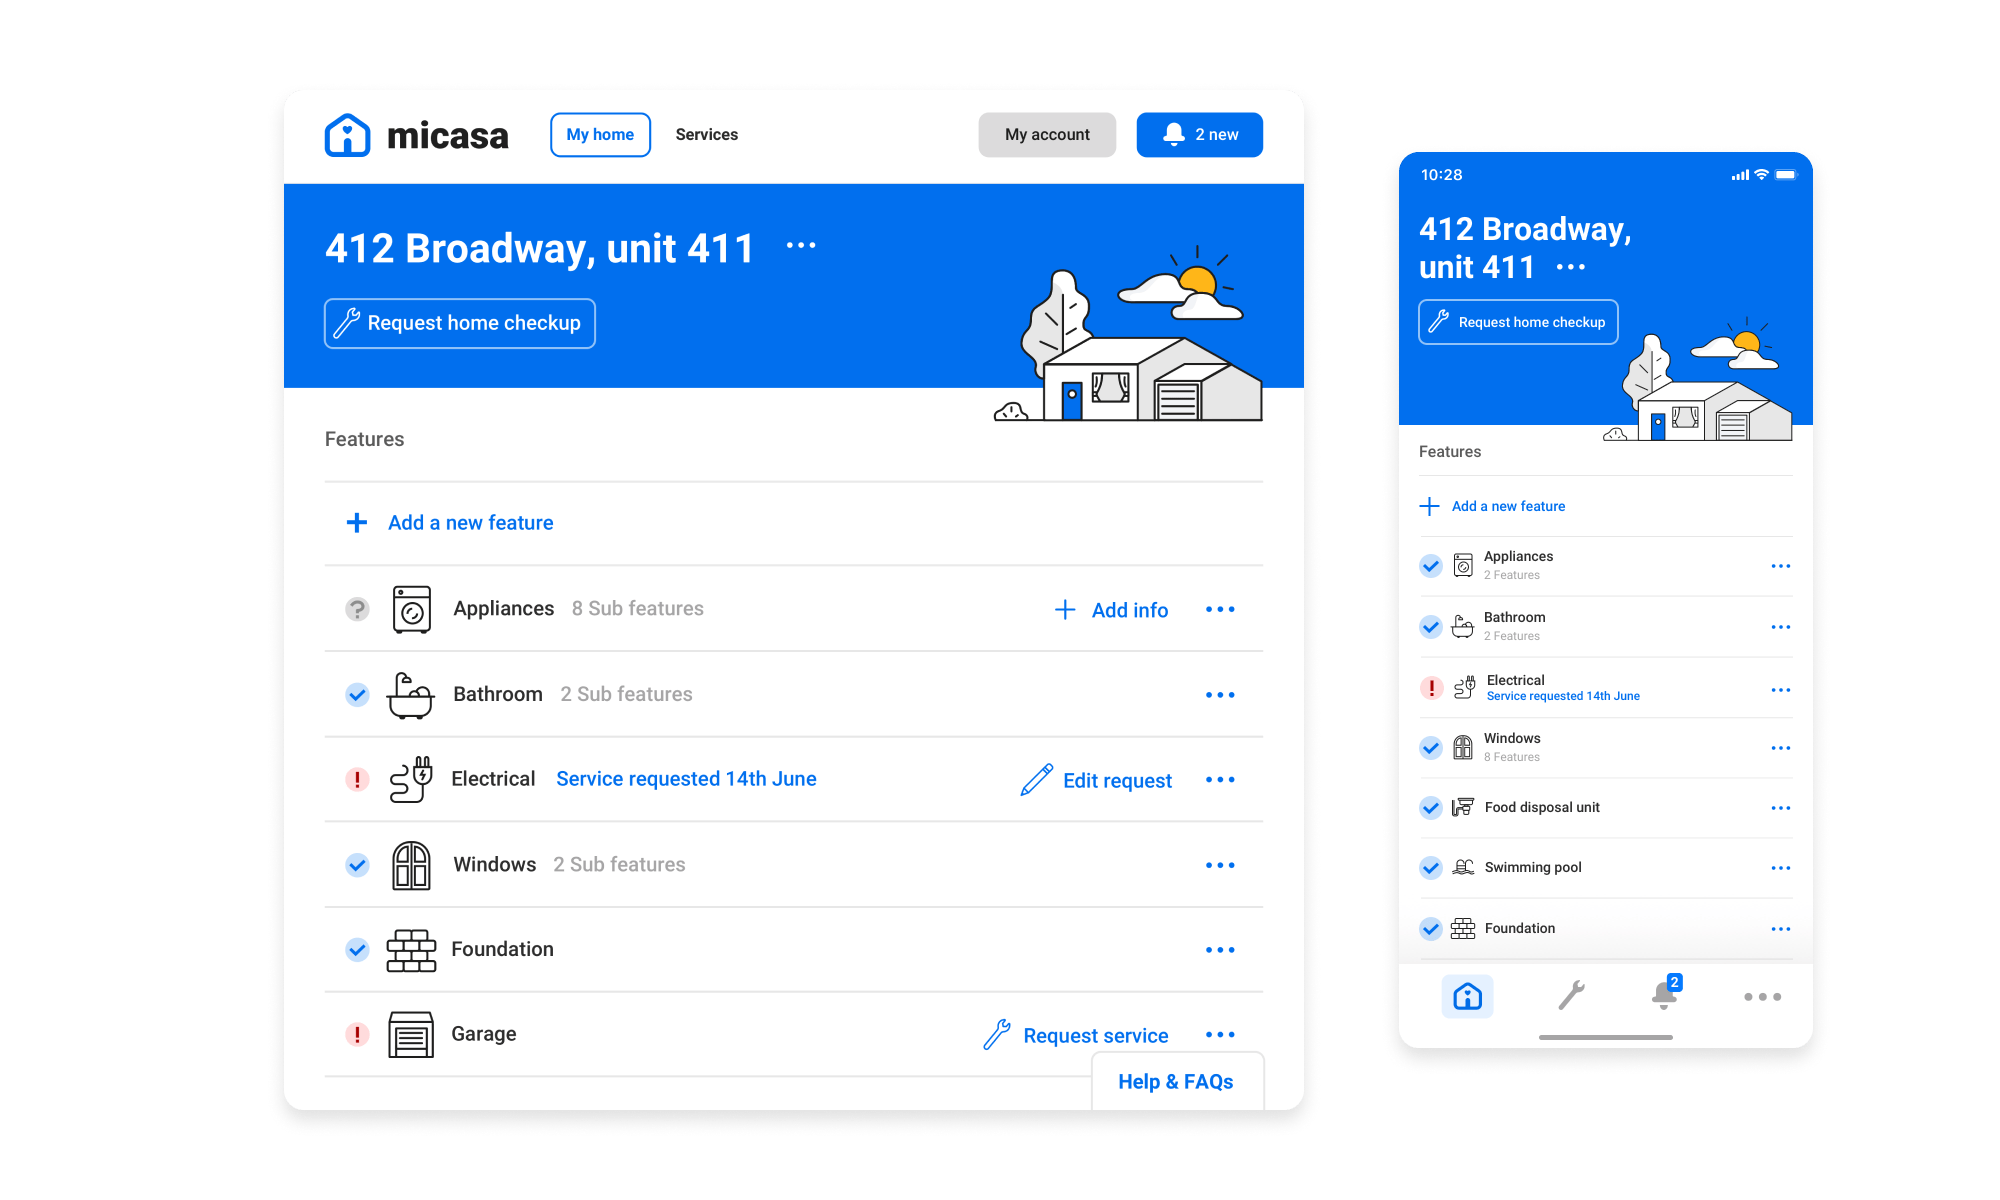 micasa
My home
Services
My account
2 new
412 Broadway, unit 411
Request home checkup
Features
Add a new feature
Appliances 8 Sub features
Add info
Bathroom 2 Sub features
Electrical Service requested 14th June
Edit request
Windows 2 Sub features
Foundation
Garage
Request service
Help & FAQs
10:28
412 Broadway,
unit 411
Request home checkup
Features
Add a new feature
Appliances
2 Features
Bathroom
2 Features
Electrical
Service requested 14th June
Windows
8 Features
Food disposal unit
Swimming pool
Foundation
2